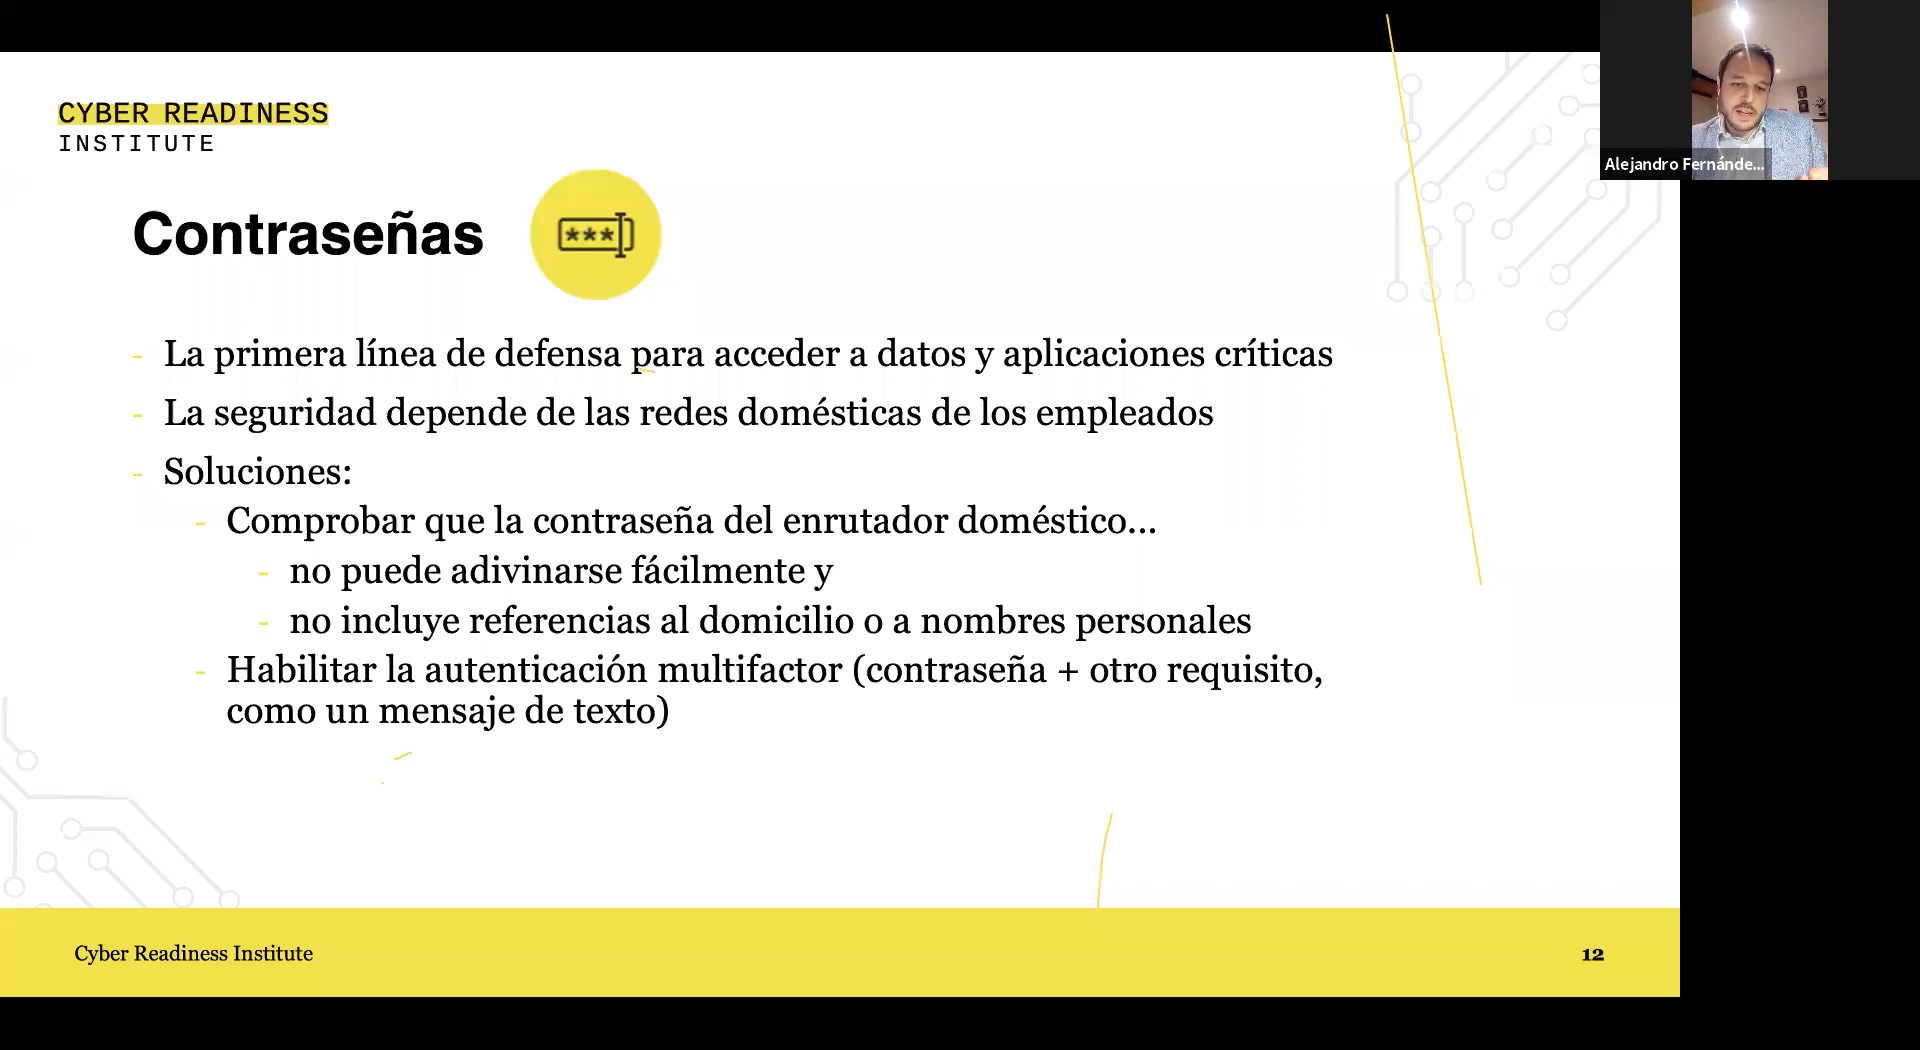 CYBER READINESS
INSTITUTE
Alejandro Fernánde...
Contraseñas
***
- La primera línea de defensa para acceder a datos y aplicaciones críticas
- La seguridad depende de las redes domésticas de los empleados
- Soluciones:
- Comprobar que la contraseña del enrutador doméstico...
- no puede adivinarse fácilmente y
- no incluye referencias al domicilio o a nombres personales
- Habilitar la autenticación multifactor (contraseña + otro requisito,
como un mensaje de texto)
Cyber Readiness Institute
12